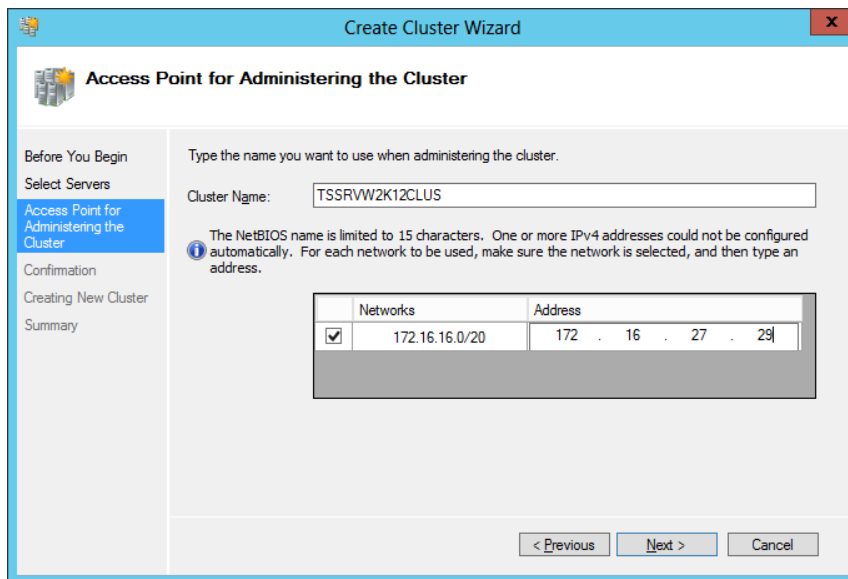 Create Cluster Wizard
x
Access Point for Administering the Cluster
Before You Begin
Select Servers
Access Point for
Administering the
Cluster
Confirmation
Creating New Cluster
Summary
Type the name you want to use when administering the cluster.
Cluster Name: TSSRVW2K12CLUS
The NetBIOS name is limited to 15 characters. One or more IPv4 addresses could not be configured
automatically. For each network to be used, make sure the network is selected, and then type an
address.
Networks Address
172.16.16.0/20 172 . 16 . 27 . 29
< Previous Next > Cancel